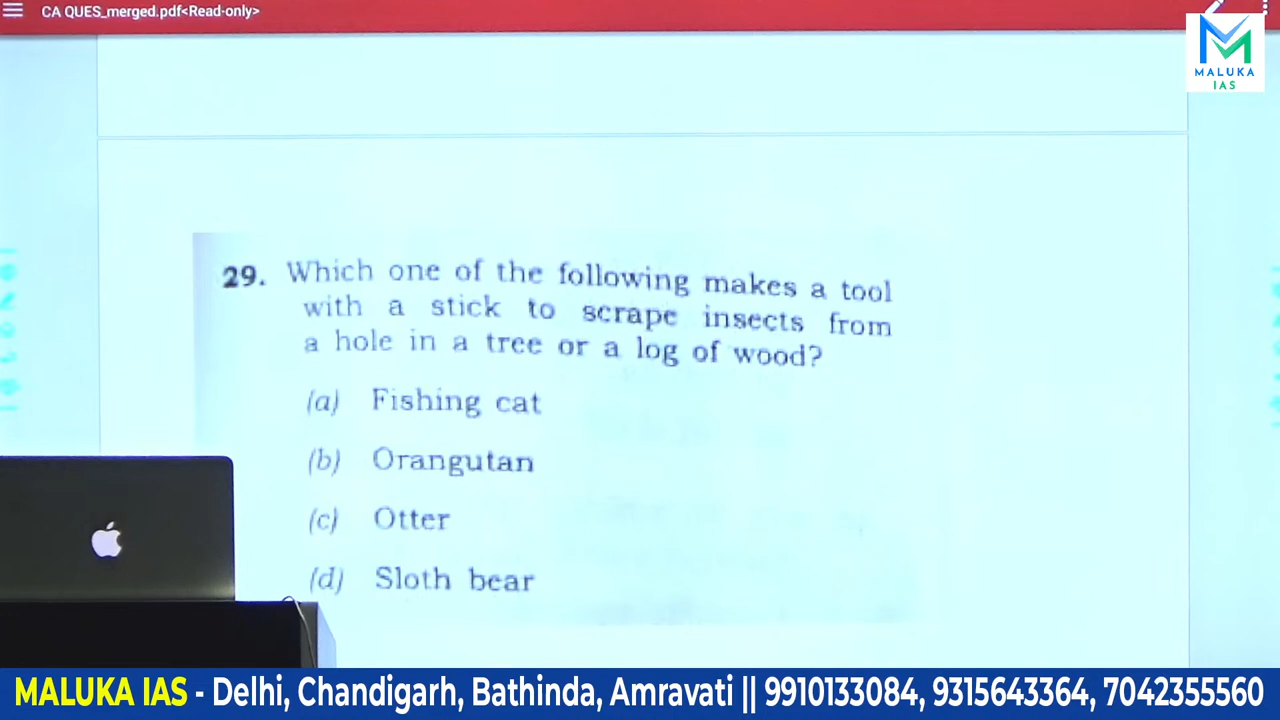 CA QUES_merged.pdf<Read-only>
MALUKA
IAS
29. Which one of the following makes a tool
with a stick to scrape insects from
a hole in a tree or a log of wood?
(a) Fishing cat
(b) Orangutan
(c) Otter
(d) Sloth bear
MALUKA IAS - Delhi, Chandigarh, Bathinda, Amravati || 9910133084, 9315643364, 7042355560